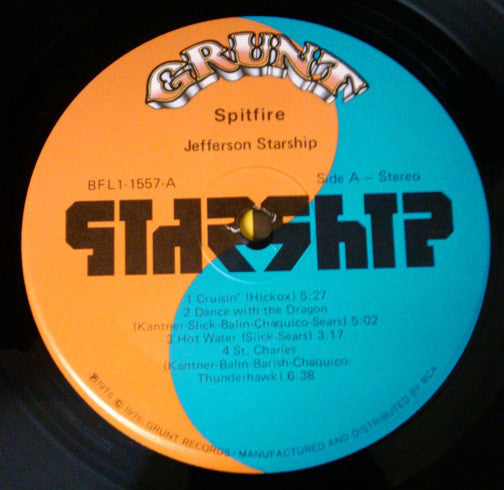 GRUNT
Spitfire
Jefferson Starship
BFL1-1557-A
Side A — Stereo
STARSHIP
1 Cruisin' (Hickox) 5:27
2 Dance with the Dragon
(Kantner-Slick-Balin-Chaquico-Sears) 5:02
3 Hot Water (Slick-Sears) 3:17
4 St. Charles
(Kantner-Balin-Barish-Chaquico-
Thunderhawk) 6:38
℗1976, © 1976, GRUNT RECORDS · MANUFACTURED AND DISTRIBUTED BY RCA